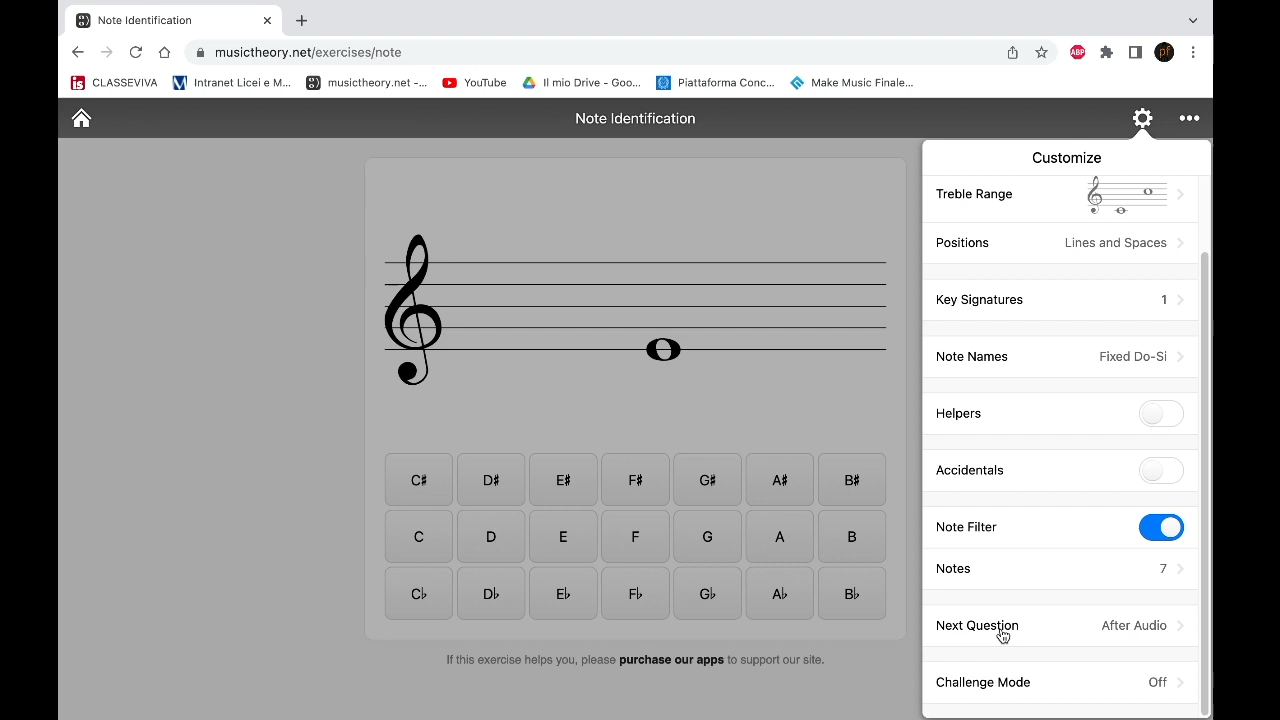 Note Identification
musictheory.net/exercises/note
ABP
pf
CLASSEVIVA
Intranet Licei e M...
musictheory.net -...
YouTube
Il mio Drive - Goo...
Piattaforma Conc...
Make Music Finale...
Note Identification
Customize
Treble Range
Positions Lines and Spaces
Key Signatures 1
Note Names Fixed Do-Si
Helpers
Accidentals
Note Filter
Notes 7
Next Question After Audio
Challenge Mode Off
C♯ D♯ E♯ F♯ G♯ A♯ B♯
C D E F G A B
C♭ D♭ E♭ F♭ G♭ A♭ B♭
If this exercise helps you, please purchase our apps to support our site.